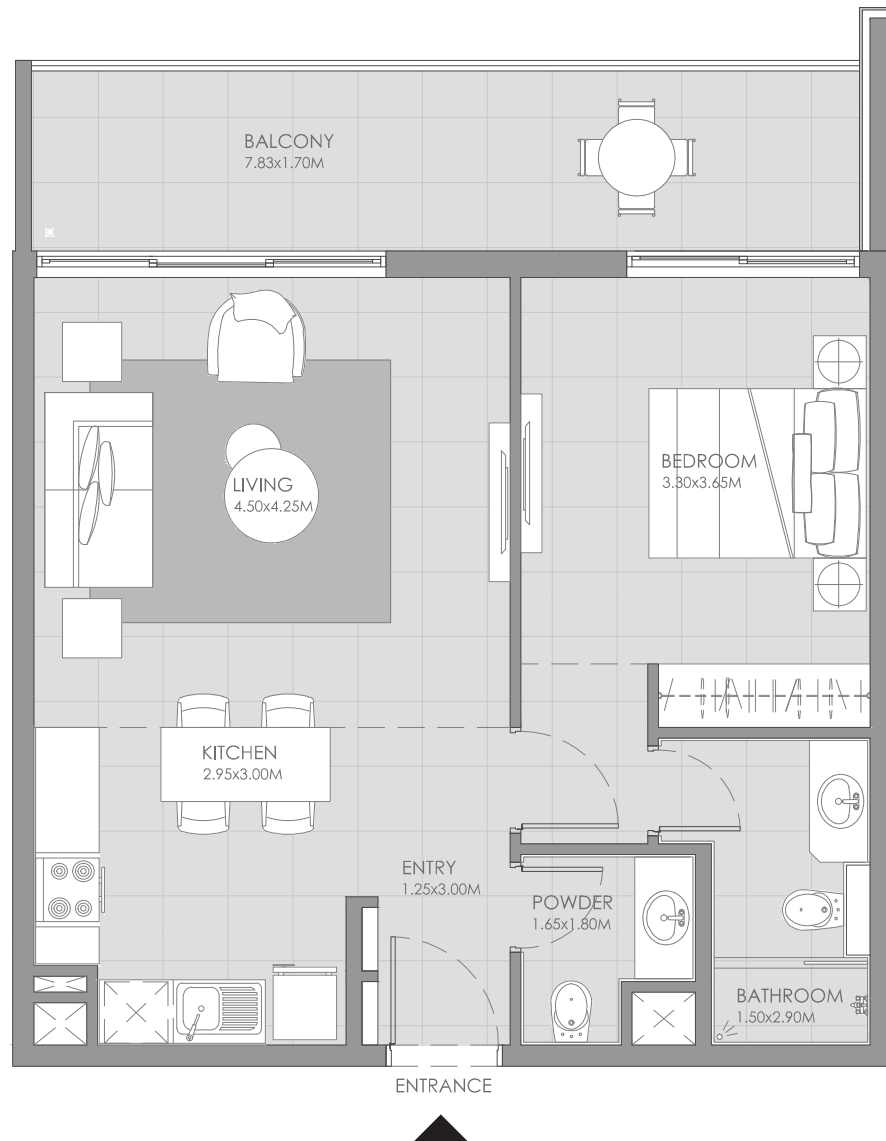 BALCONY
7.83x1.70M
LIVING
4.50x4.25M
BEDROOM
3.30x3.65M
KITCHEN
2.95x3.00M
ENTRY
1.25x3.00M
POWDER
1.65x1.80M
BATHROOM
1.50x2.90M
ENTRANCE